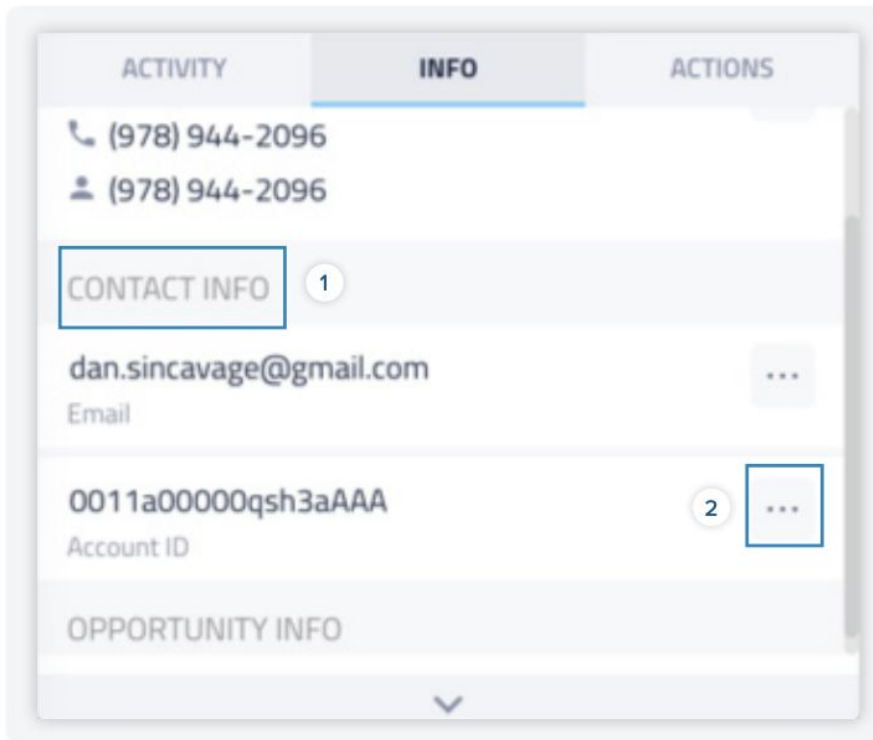 ACTIVITY INFO ACTIONS
(978) 944-2096
(978) 944-2096
CONTACT INFO 1
dan.sincavage@gmail.com
Email
0011a00000qsh3aAAA 2
Account ID
OPPORTUNITY INFO